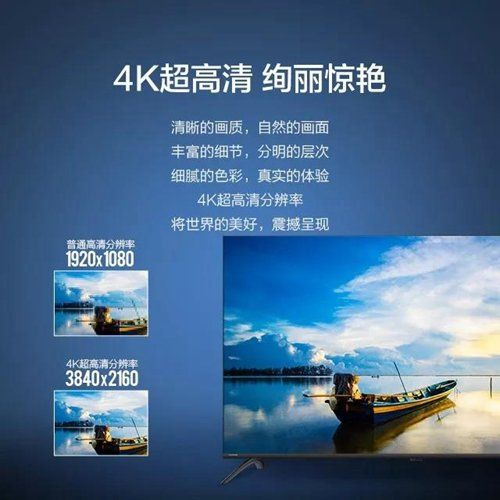 4K超高清 绚丽惊艳
清晰的画质，自然的画面
丰富的细节，分明的层次
细腻的色彩，真实的体验
4K超高清分辨率
将世界的美好，震撼呈现
普通高清分辨率
1920x1080
4K超高清分辨率
3840x2160